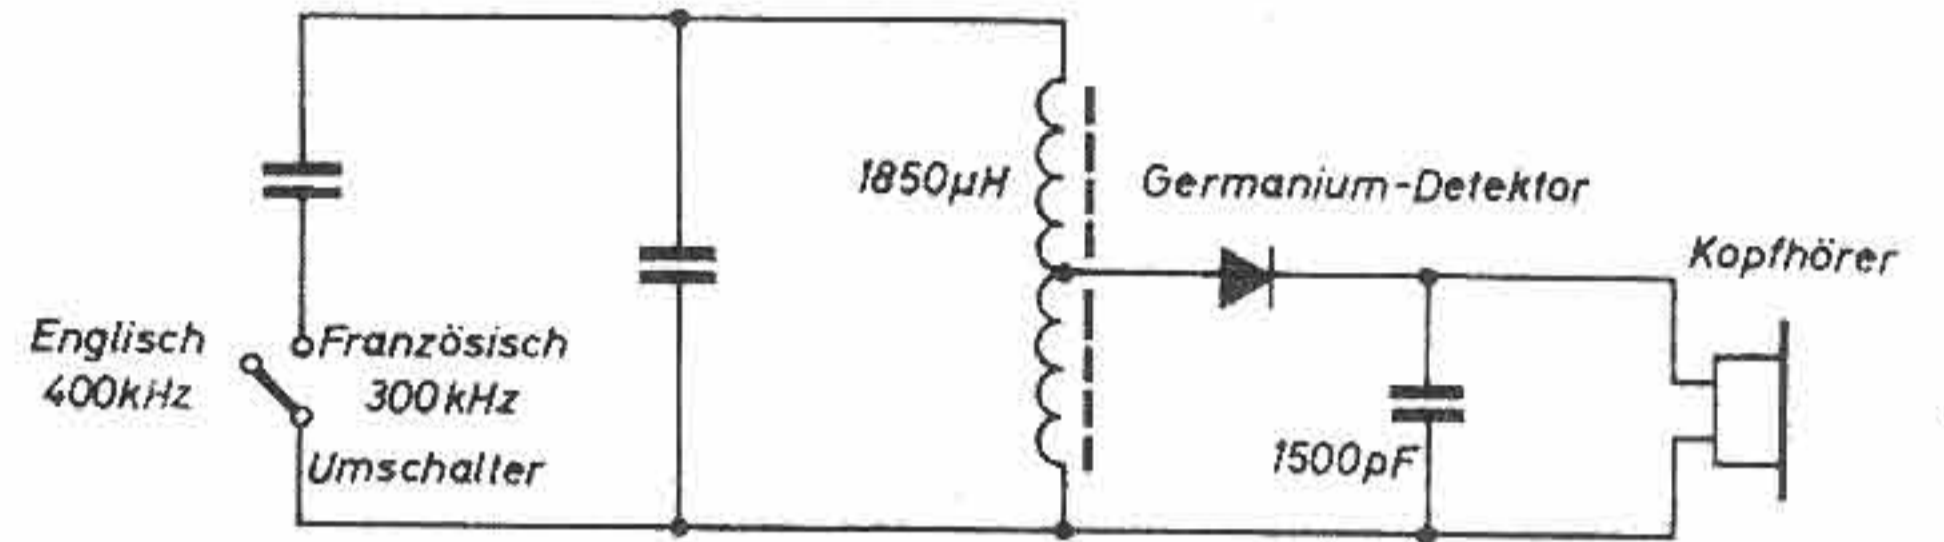 1850µH
Germanium-Detektor
Kopfhörer
Englisch
400kHz
Französisch
300kHz
Umschalter
1500pF